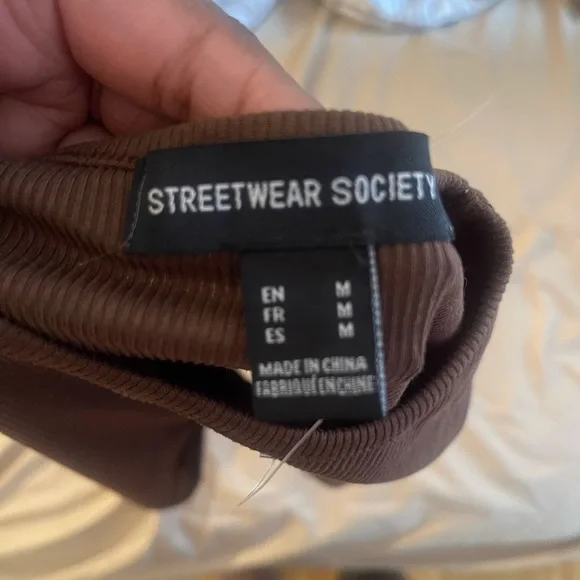 STREETWEAR SOCIETY
EN M
FR M
ES M
MADE IN CHINA
FABRIQUÉ EN CHINE